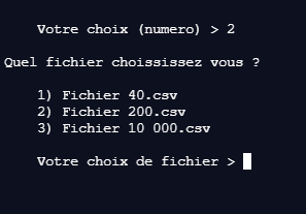 Votre choix (numero) > 2
Quel fichier choississez vous ?
1) Fichier 40.csv
2) Fichier 200.csv
3) Fichier 10 000.csv
Votre choix de fichier >